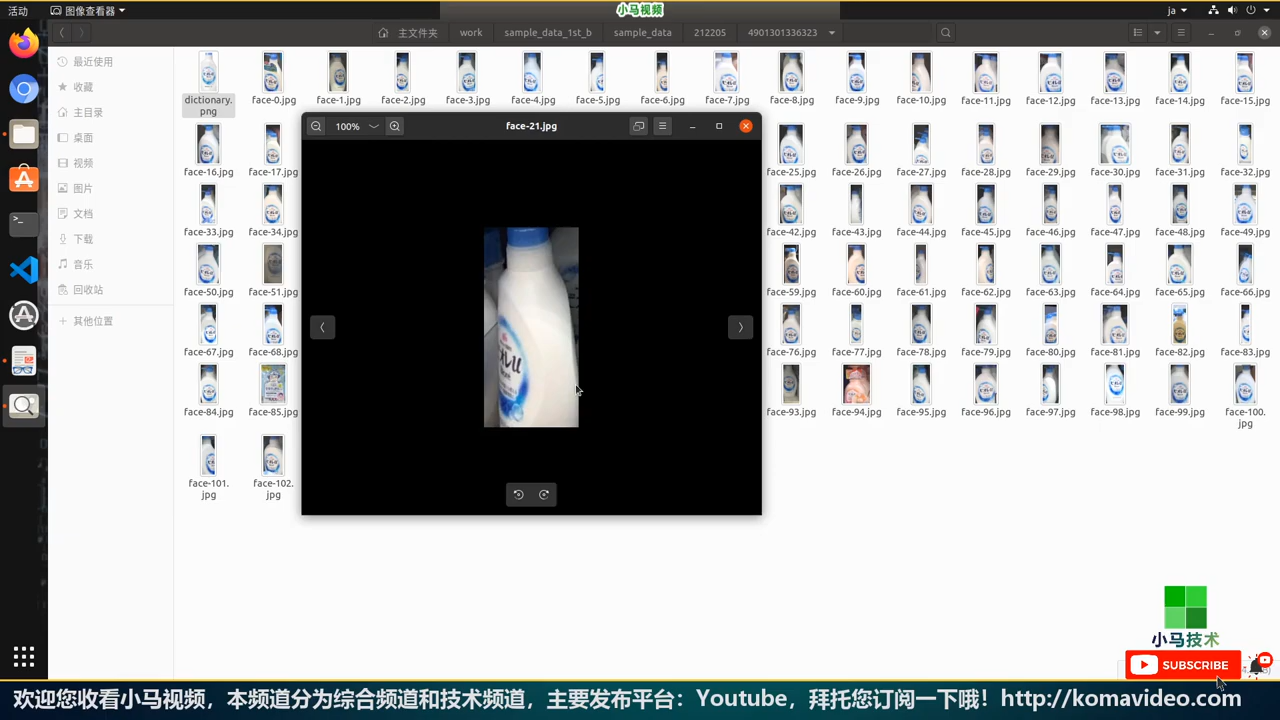 活动
图像查看器
小马视频
ja
主文件夹
work
sample_data_1st_b
sample_data
212205
4901301336323
最近使用
收藏
主目录
桌面
视频
图片
文档
下载
音乐
回收站
其他位置
dictionary.
png
face-0.jpg
face-1.jpg
face-2.jpg
face-3.jpg
face-4.jpg
face-5.jpg
face-6.jpg
face-7.jpg
face-8.jpg
face-9.jpg
face-10.jpg
face-11.jpg
face-12.jpg
face-13.jpg
face-14.jpg
face-15.jpg
100%
face-21.jpg
face-16.jpg
face-17.jpg
face-25.jpg
face-26.jpg
face-27.jpg
face-28.jpg
face-29.jpg
face-30.jpg
face-31.jpg
face-32.jpg
face-33.jpg
face-34.jpg
face-42.jpg
face-43.jpg
face-44.jpg
face-45.jpg
face-46.jpg
face-47.jpg
face-48.jpg
face-49.jpg
face-50.jpg
face-51.jpg
face-59.jpg
face-60.jpg
face-61.jpg
face-62.jpg
face-63.jpg
face-64.jpg
face-65.jpg
face-66.jpg
face-67.jpg
face-68.jpg
face-76.jpg
face-77.jpg
face-78.jpg
face-79.jpg
face-80.jpg
face-81.jpg
face-82.jpg
face-83.jpg
face-84.jpg
face-85.jpg
face-93.jpg
face-94.jpg
face-95.jpg
face-96.jpg
face-97.jpg
face-98.jpg
face-99.jpg
face-100.
jpg
face-101.
jpg
face-102.
jpg
小马技术
SUBSCRIBE
欢迎您收看小马视频，本频道分为综合频道和技术频道，主要发布平台：Youtube，拜托您订阅一下哦！http://komavideo.com